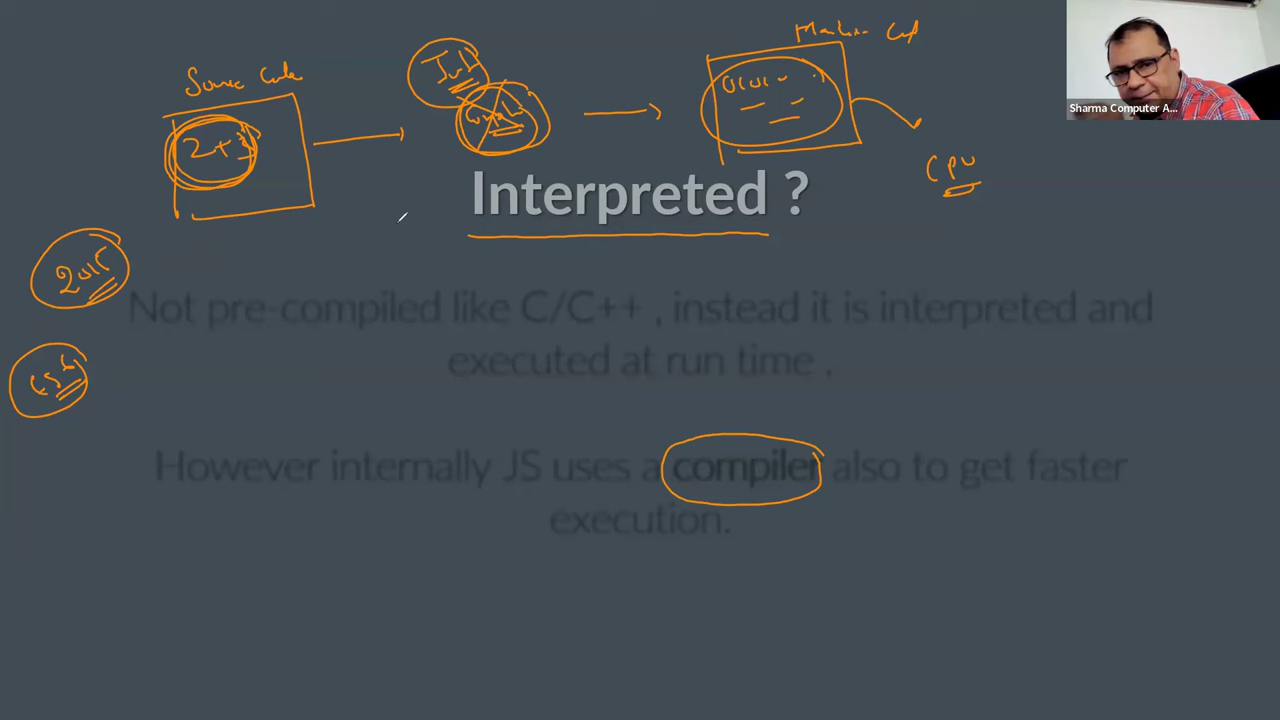 Source Code
Machine
Sharma Computer A...
2+3
CPU
Interpreted ?
2015
Not pre-compiled like C/C++ , instead it is interpreted and
executed at run time .
However internally JS uses a compiler also to get faster
execution.